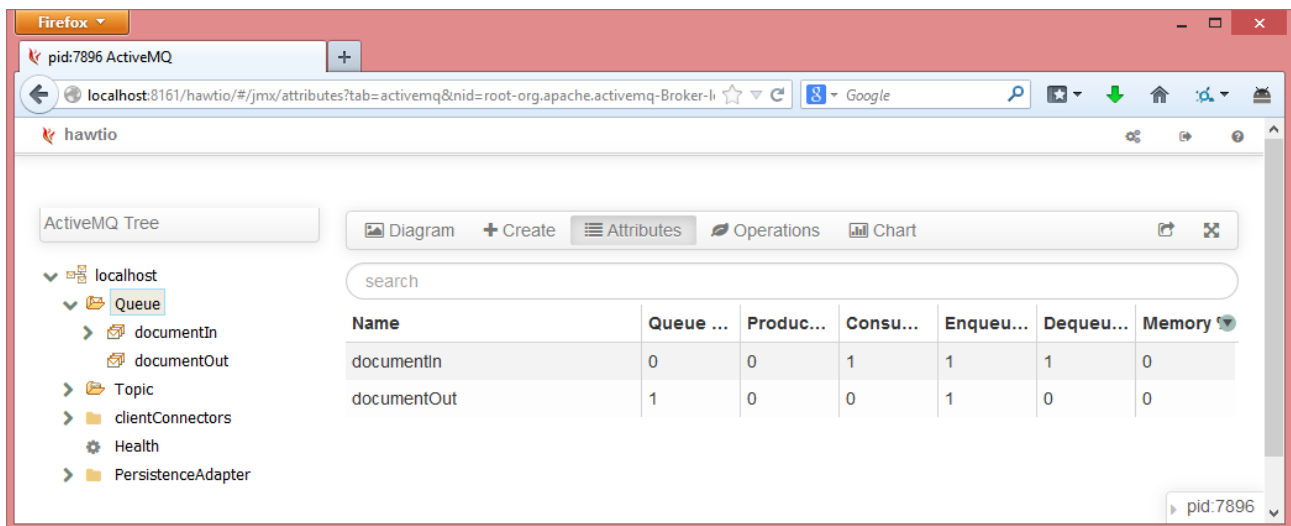 Firefox
pid:7896 ActiveMQ
localhost:8161/hawtio/#/jmx/attributes?tab=activemq&nid=root-org.apache.activemq-Broker-l
Google
hawtio
ActiveMQ Tree
Diagram Create Attributes Operations Chart
localhost
search
Queue
Name Queue ... Produc... Consu... Enqueu... Dequeu... Memory
documentIn
documentIn 0 0 1 1 1 0
documentOut
documentOut 1 0 0 1 0 0
Topic
clientConnectors
Health
PersistenceAdapter
pid:7896